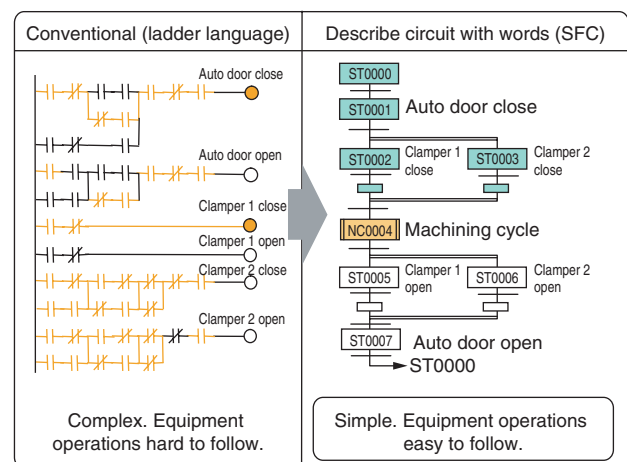 Conventional (ladder language)
Auto door close
Auto door open
Clamper 1 close
Clamper 1 open
Clamper 2 close
Clamper 2 open
Complex. Equipment
operations hard to follow.
Describe circuit with words (SFC)
ST0000
ST0001 Auto door close
ST0002 Clamper 1
close
ST0003 Clamper 2
close
NC0004 Machining cycle
ST0005 Clamper 1
open
ST0006 Clamper 2
open
ST0007 Auto door open
ST0000
Simple. Equipment operations
easy to follow.